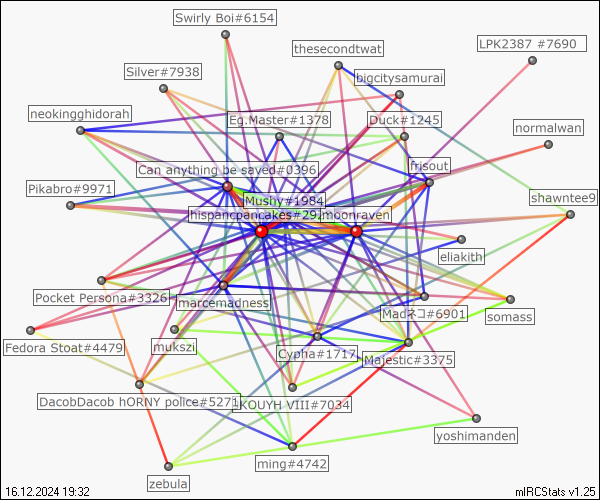 Swirly Boi#6154
thesecondtwat
LPK2387 #7690
Silver#7938
bigcitysamurai
neokingghidorah
Eg.Master#1378
Duck#1245
normalwan
Can anything be saved#0396
frisout
Pikabro#9971
Mushy#1984
shawntee9
hispancpancakes#291
moonraven
eliakith
Pocket Persona#3326
marcemadness
somass
Madネコ#6901
Fedora Stoat#4479
mukszi
Cypha#1717
Majestic#3375
DacobDacob hORNY police#5271
KOUYH VIII#7034
yoshimanden
ming#4742
zebula
16.12.2024 19:32
mIRCStats v1.25